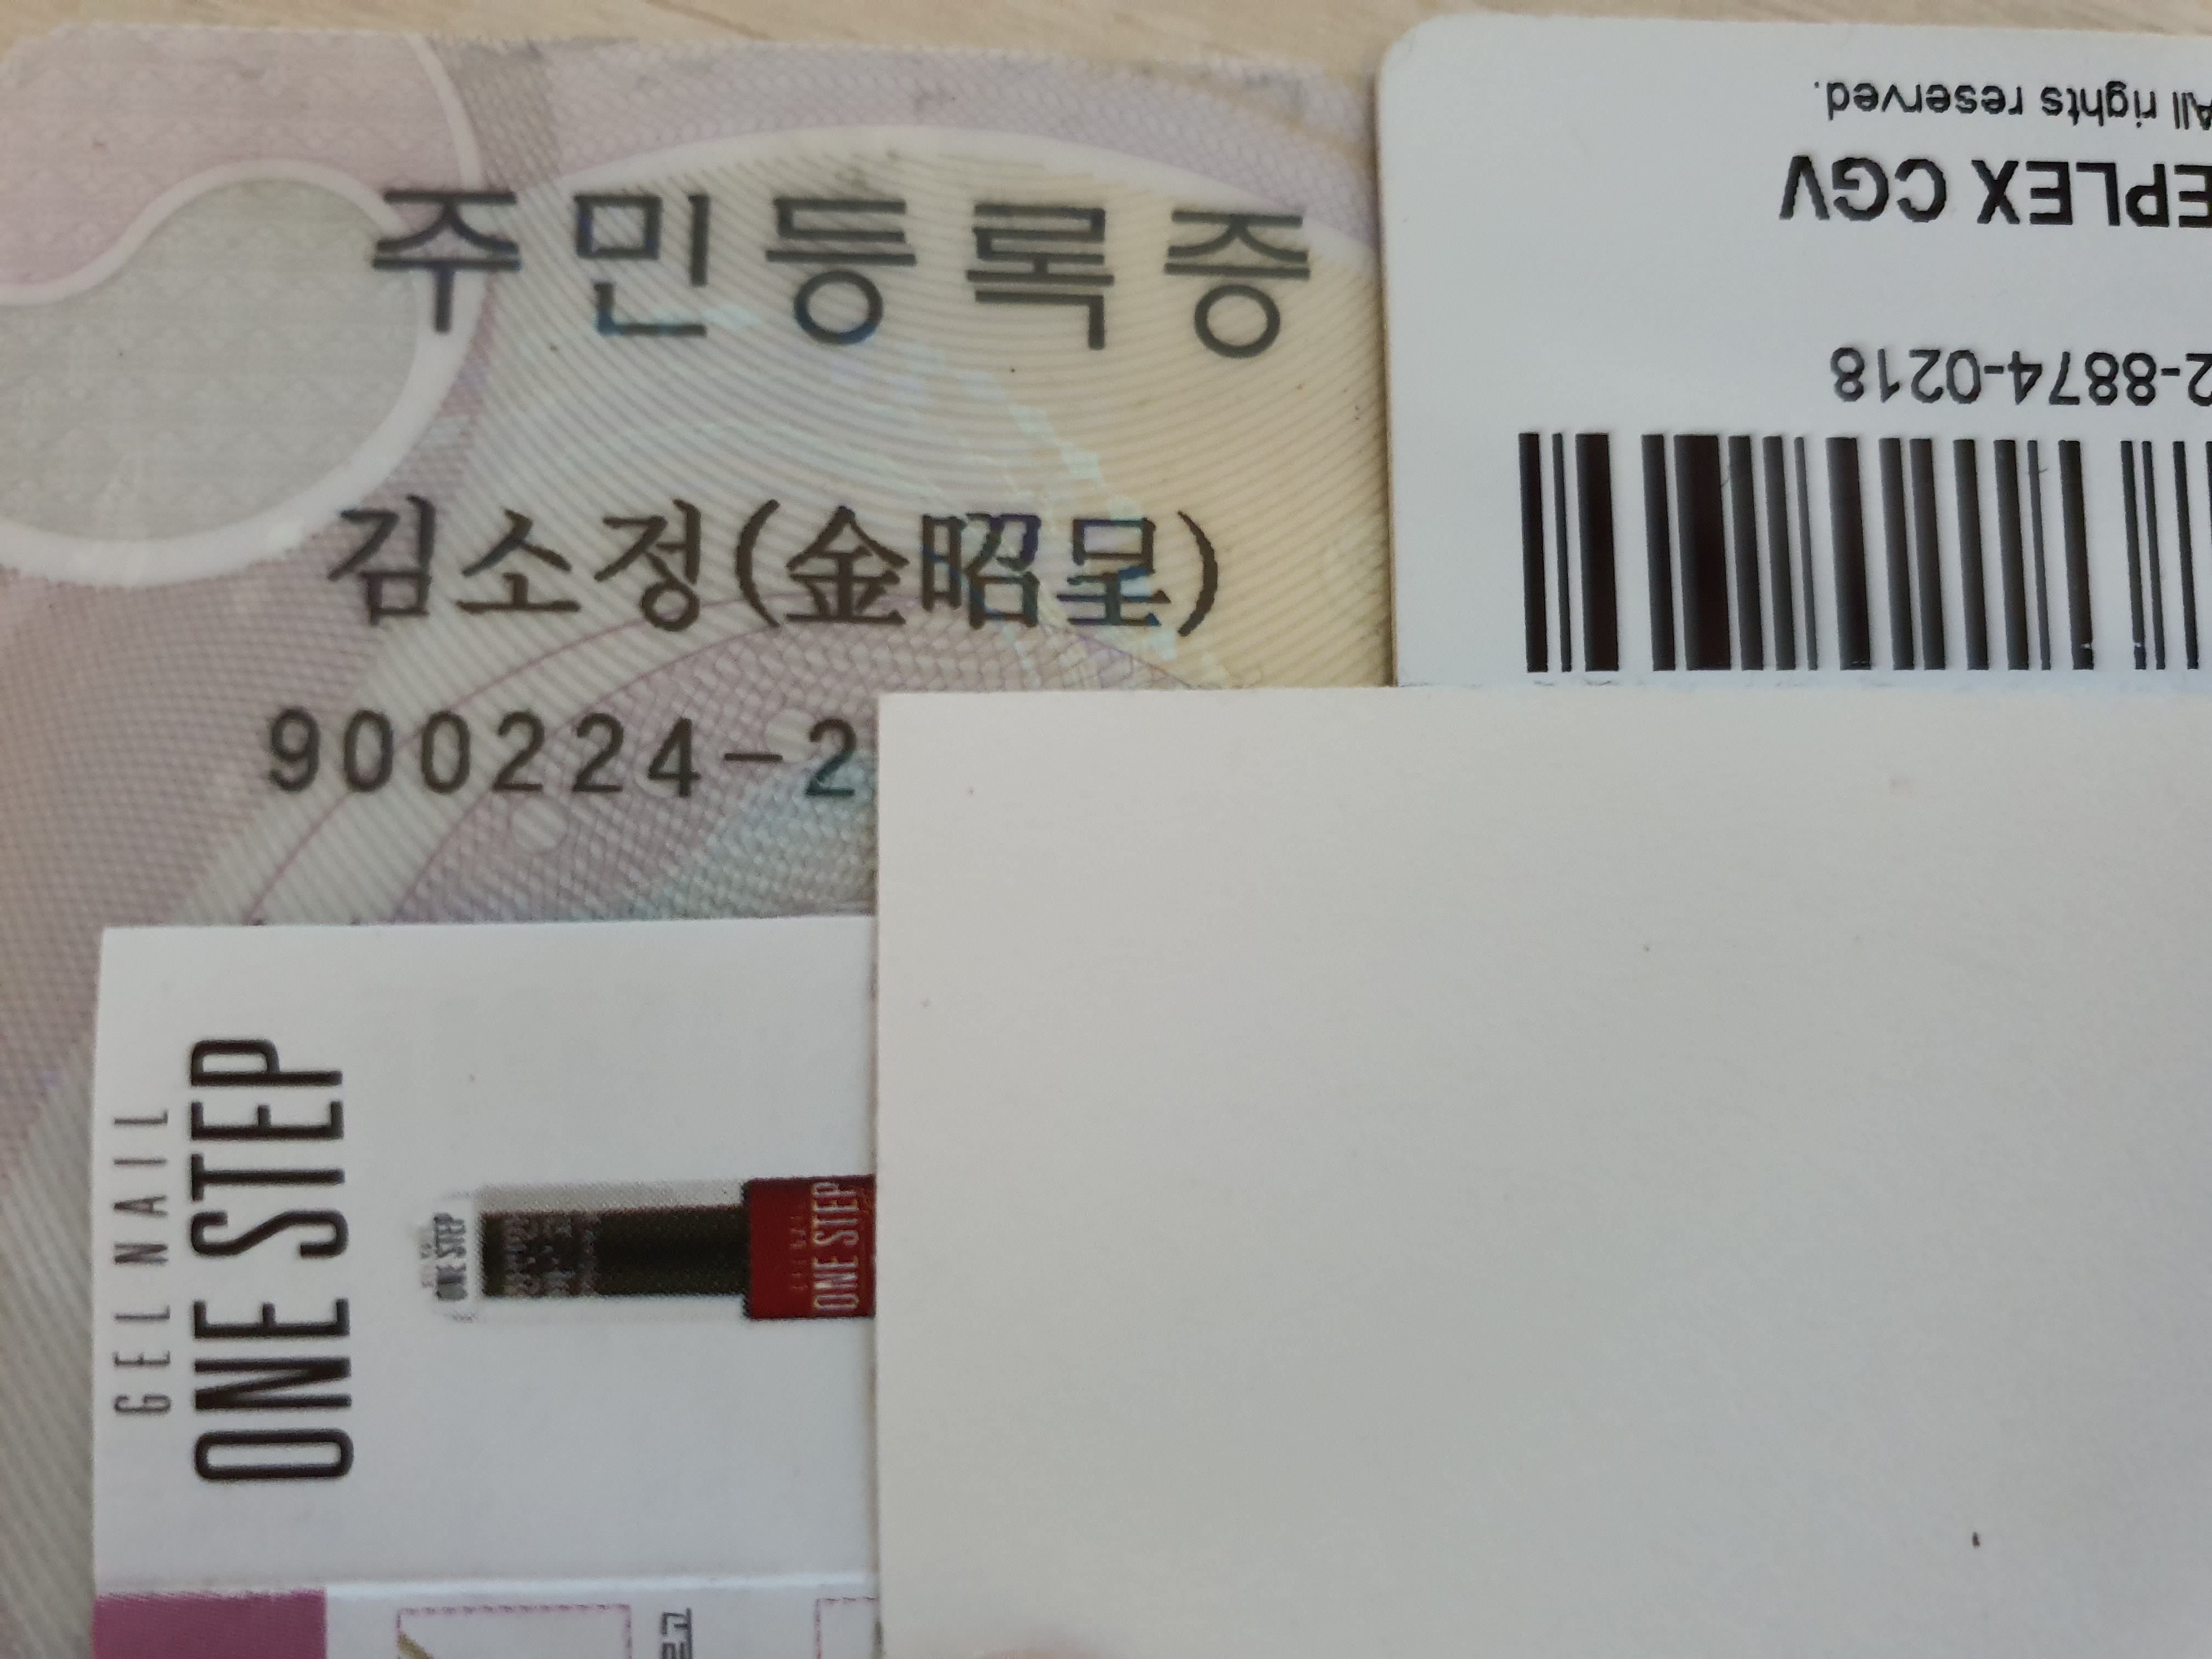 주민등록증
김소정(金昭呈)
900224-2
All rights reserved.
EPLEX CGV
2-8874-0218
GEL NAIL
ONE STEP
ONE STEP
ONE STEP